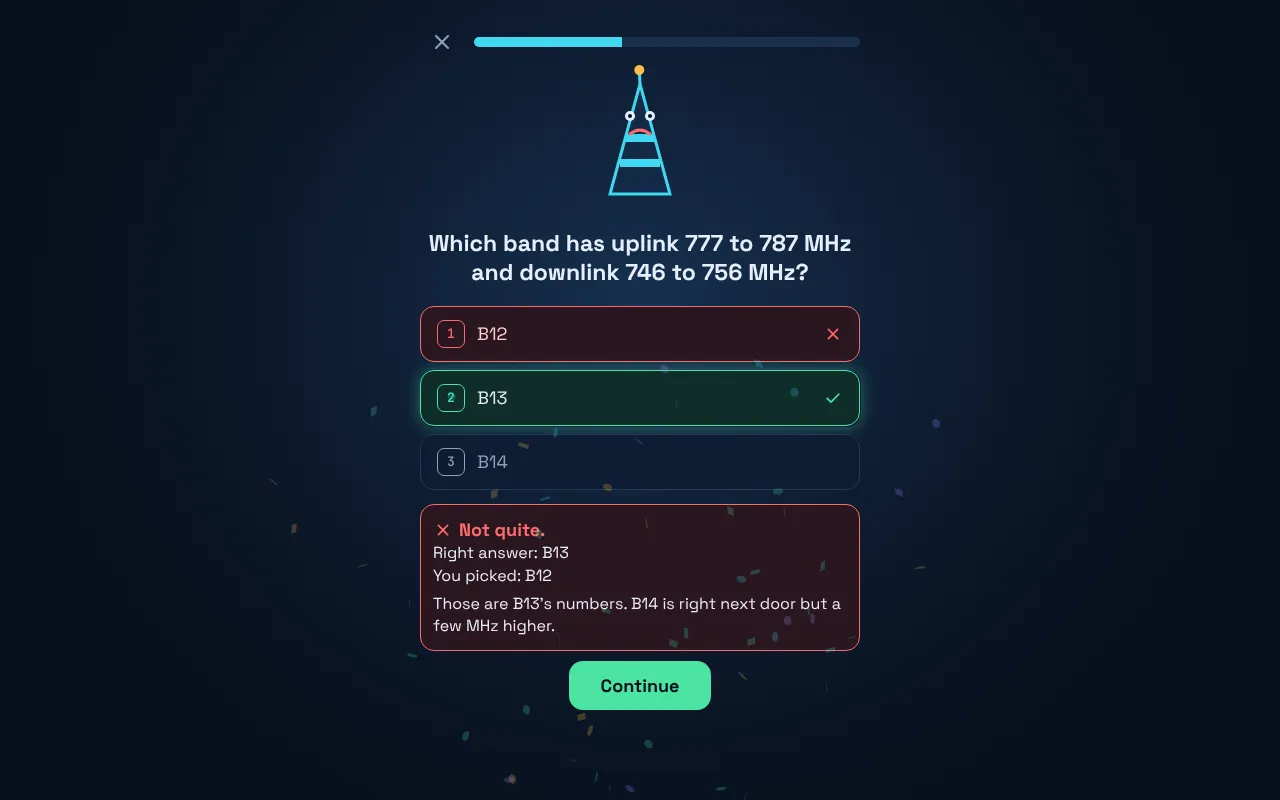 Which band has uplink 777 to 787 MHz
and downlink 746 to 756 MHz?
1 B12
2 B13
3 B14
Not quite.
Right answer: B13
You picked: B12
Those are B13's numbers. B14 is right next door but a
few MHz higher.
Continue